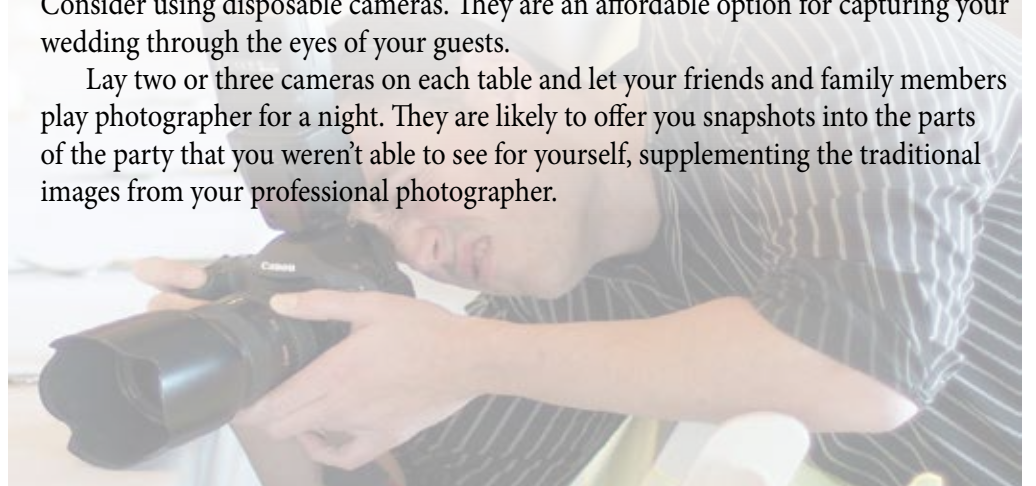 Consider using disposable cameras. They are an affordable option for capturing your
wedding through the eyes of your guests.
Lay two or three cameras on each table and let your friends and family members
play photographer for a night. They are likely to offer you snapshots into the parts
of the party that you weren't able to see for yourself, supplementing the traditional
images from your professional photographer.
Canon